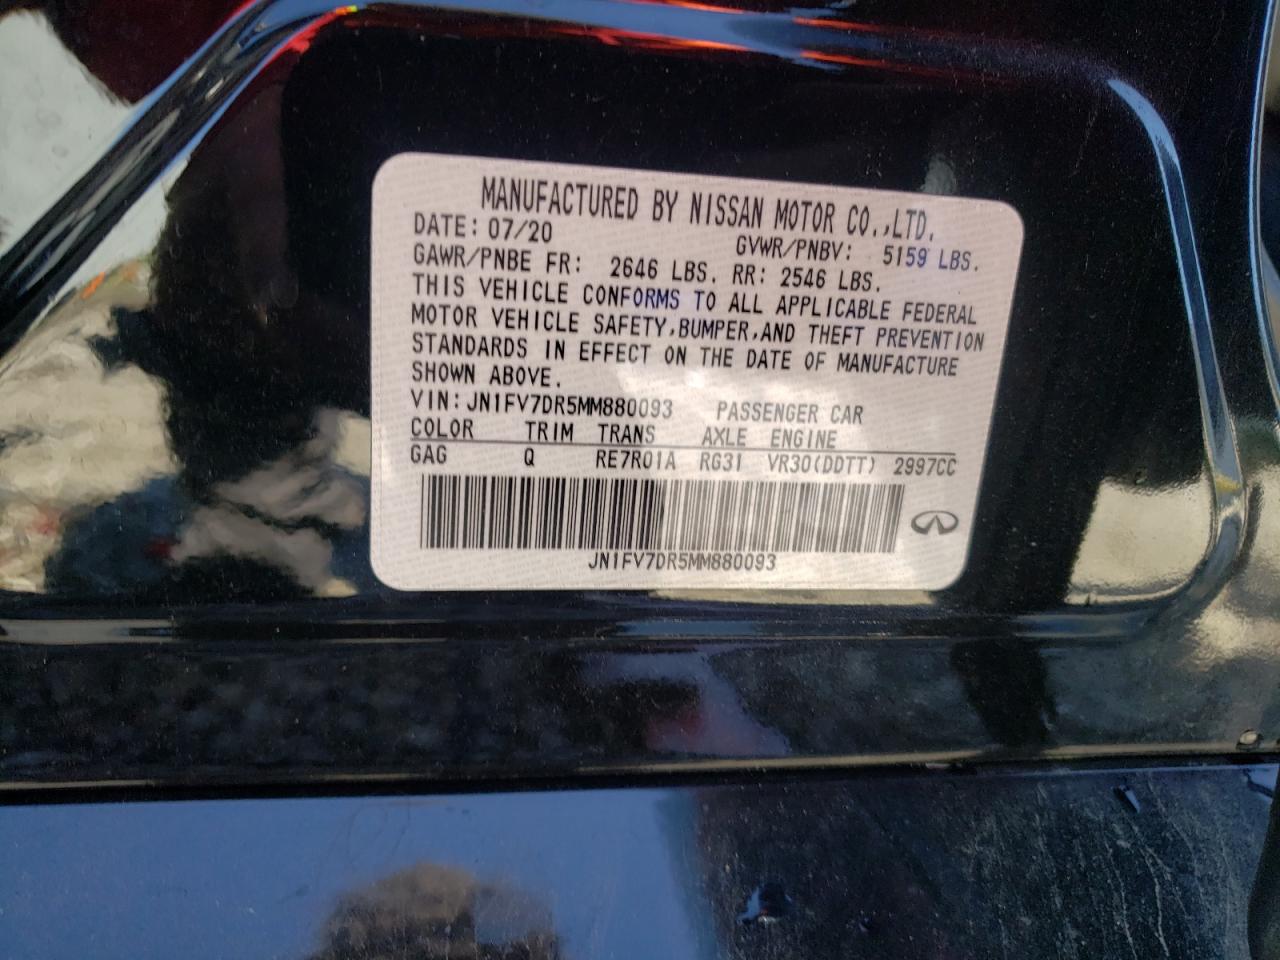 MANUFACTURED BY NISSAN MOTOR CO.,LTD.
DATE: 07/20 GVWR/PNBV: 5159 LBS.
GAWR/PNBE FR: 2646 LBS. RR: 2546 LBS.
THIS VEHICLE CONFORMS TO ALL APPLICABLE FEDERAL
MOTOR VEHICLE SAFETY,BUMPER,AND THEFT PREVENTION
STANDARDS IN EFFECT ON THE DATE OF MANUFACTURE
SHOWN ABOVE.
VIN:JN1FV7DR5MM880093 PASSENGER CAR
COLOR TRIM TRANS AXLE ENGINE
GAG Q RE7R01A RG31 VR30(DDTT) 2997CC
JN1FV7DR5MM880093